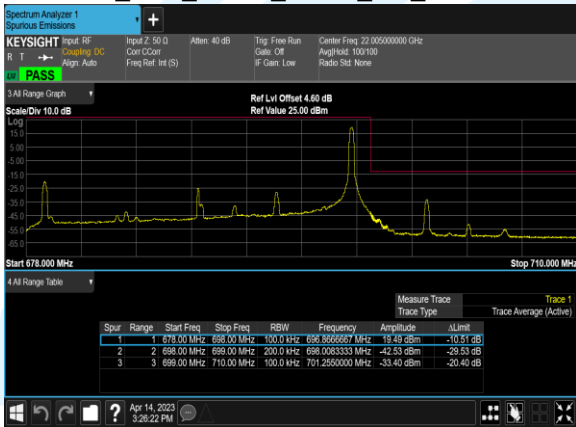 Spectrum Analyzer 1
Spurious Emissions
KEYSIGHT Input: RF Input Z: 50 Ω Atten: 40 dB Trig: Free Run Center Freq: 22.005000000 GHz
R T Coupling: DC Corr CCorr Gate: Off Avg|Hold: 100/100
Align: Auto Freq Ref: Int (S) IF Gain: Low Radio Std: None
PASS
3 All Range Graph
Ref Lvl Offset 4.60 dB
Scale/Div 10.0 dB Ref Value 25.00 dBm
Log
15.0
5.00
-5.00
-15.0
-25.0
-35.0
-45.0
-55.0
-65.0
Start 678.000 MHz Stop 710.000 MHz
4 All Range Table
Measure Trace Trace 1
Trace Type Trace Average (Active)
Spur Range Start Freq Stop Freq RBW Frequency Amplitude ΔLimit
1 1 678.00 MHz 698.00 MHz 100.0 kHz 696.8666667 MHz 19.49 dBm -10.51 dB
2 2 698.00 MHz 699.00 MHz 200.0 kHz 698.0083333 MHz -42.53 dBm -29.53 dB
3 3 699.00 MHz 710.00 MHz 100.0 kHz 701.2550000 MHz -33.40 dBm -20.40 dB
Apr 14, 2023
3:26:22 PM